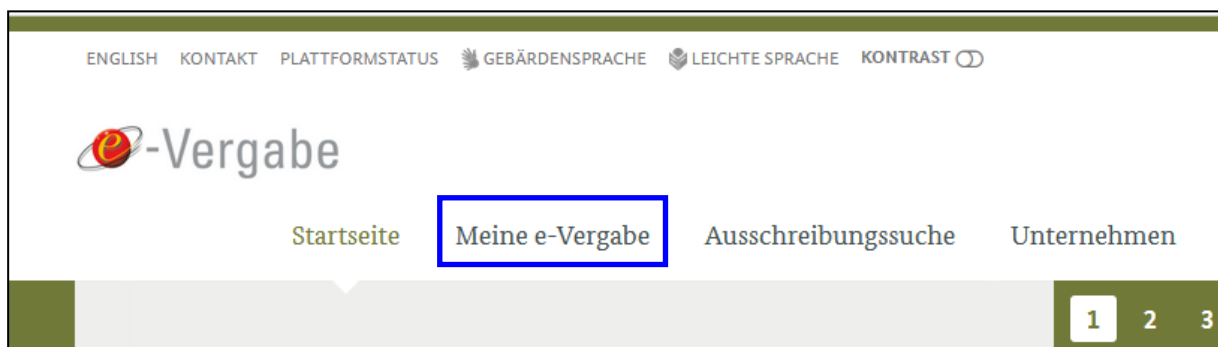 ENGLISH KONTAKT PLATTFORMSTATUS GEBÄRDENSPRACHE LEICHTE SPRACHE KONTRAST
e-Vergabe
Startseite Meine e-Vergabe Ausschreibungssuche Unternehmen
1 2 3